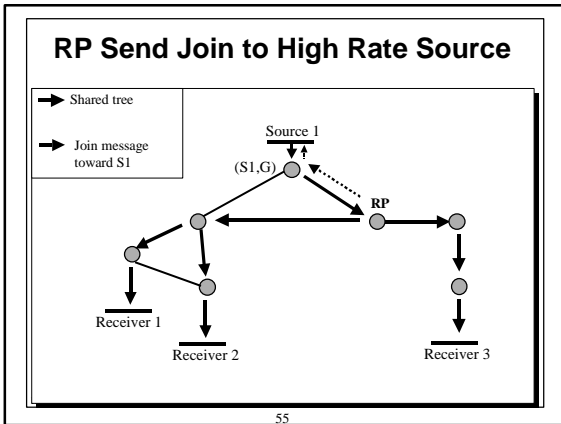 RP Send Join to High Rate Source
Shared tree
Join message
toward S1
Source 1
(S1,G)
RP
Receiver 1
Receiver 2
Receiver 3
55